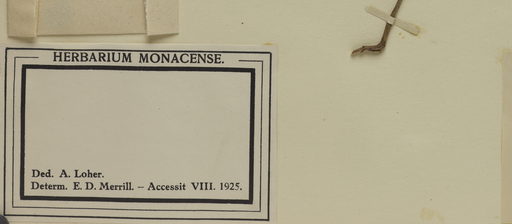 HERBARIUM MONACENSE.
Ded. A. Loher.
Determ. E. D. Merrill. – Accessit VIII. 1925.